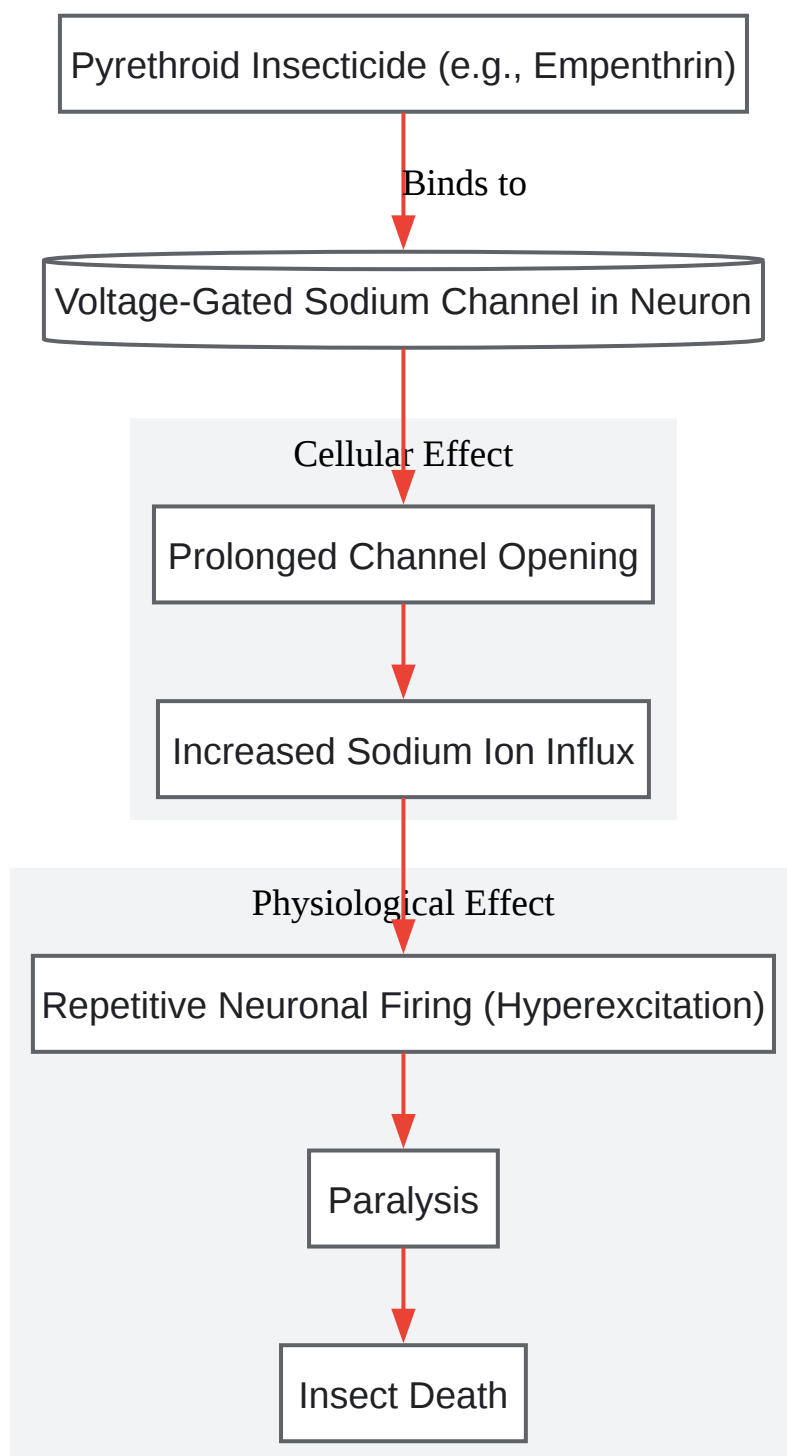 Pyrethroid Insecticide (e.g., Empenthrin)
Binds to
Voltage-Gated Sodium Channel in Neuron
Cellular Effect
Prolonged Channel Opening
Increased Sodium Ion Influx
Physiological Effect
Repetitive Neuronal Firing (Hyperexcitation)
Paralysis
Insect Death